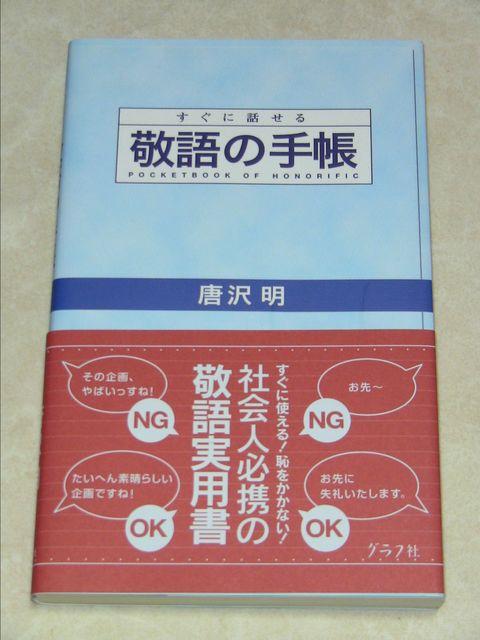 すぐに話せる
敬語の手帳
POCKETBOOK OF HONORIFIC
唐沢 明
すぐに使える!恥をかかない!
社会人必携の
敬語実用書
お先〜
NG
お先に
失礼いたします。
OK
その企画、
やばいっすね!
NG
たいへん素晴らしい
企画ですね!
OK
グラフ社